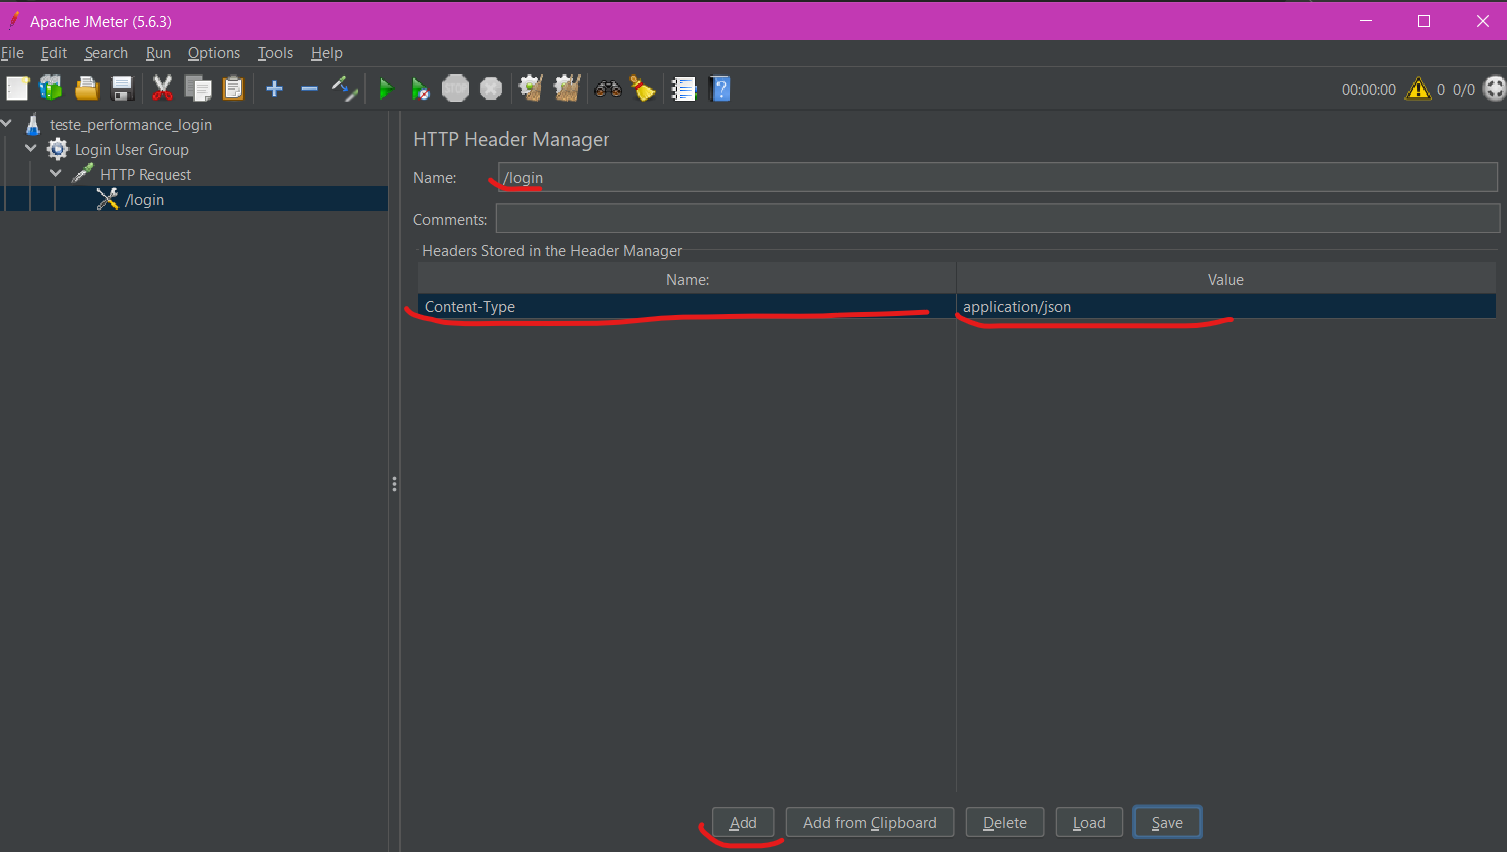 Apache JMeter (5.6.3)
File Edit Search Run Options Tools Help
STOP 00:00:00 0 0/0
teste_performance_login
Login User Group
HTTP Request
/login
HTTP Header Manager
Name: /login
Comments:
Headers Stored in the Header Manager
Name: Value
Content-Type application/json
Add Add from Clipboard Delete Load Save